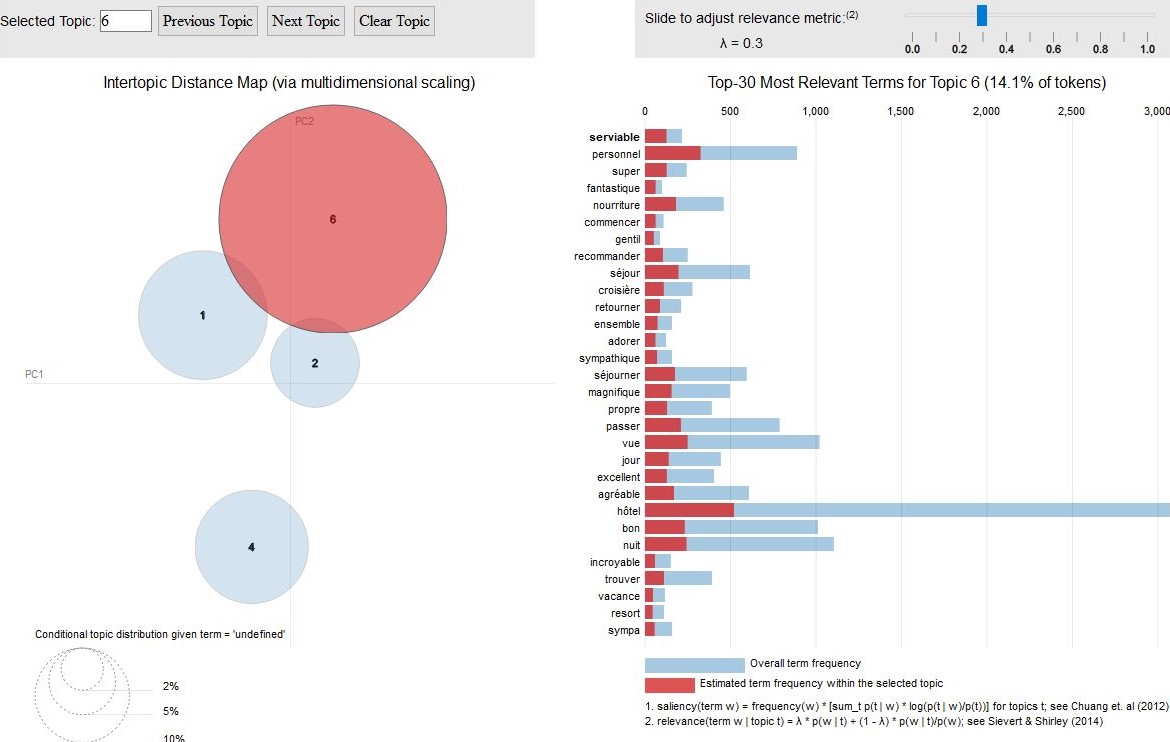 Selected Topic: 6 Previous Topic Next Topic Clear Topic
Slide to adjust relevance metric:(2)
λ = 0.3
0.0 0.2 0.4 0.6 0.8 1.0
Intertopic Distance Map (via multidimensional scaling)
PC2
6
1
2
PC1
4
Conditional topic distribution given term = 'undefined'
2%
5%
10%
Top-30 Most Relevant Terms for Topic 6 (14.1% of tokens)
0 500 1,000 1,500 2,000 2,500 3,000
serviable
personnel
super
fantastique
nourriture
commencer
gentil
recommander
séjour
croisière
retourner
ensemble
adorer
sympathique
séjourner
magnifique
propre
passer
vue
jour
excellent
agréable
hôtel
bon
nuit
incroyable
trouver
vacance
resort
sympa
Overall term frequency
Estimated term frequency within the selected topic
1. saliency(term w) = frequency(w) * [sum_t p(t | w) * log(p(t | w)/p(t))] for topics t; see Chuang et. al (2012)
2. relevance(term w | topic t) = λ * p(w | t) + (1 - λ) * p(w | t)/p(w); see Sievert & Shirley (2014)